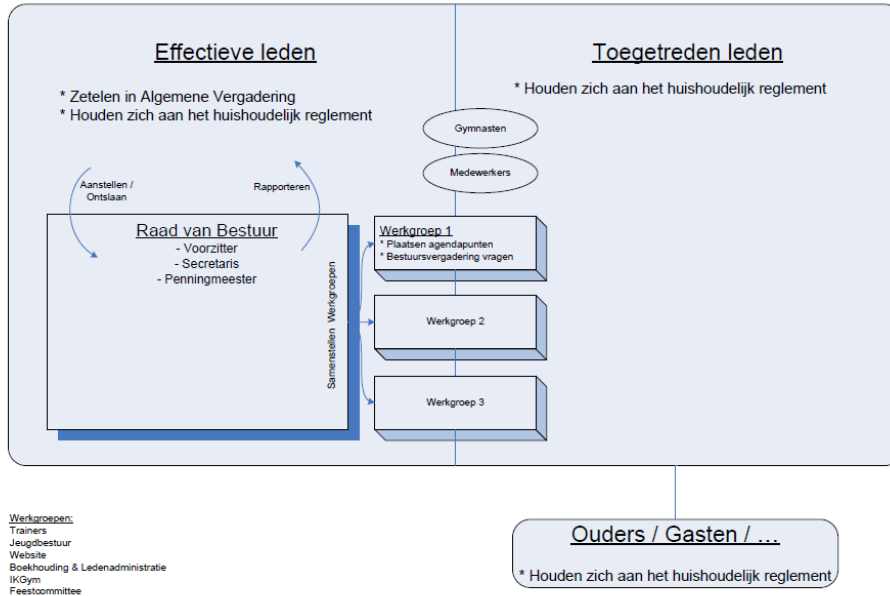 Effectieve leden
* Zetelen in Algemene Vergadering
* Houden zich aan het huishoudelijk reglement
Toegetreden leden
* Houden zich aan het huishoudelijk reglement
Gymnasten
Medewerkers
Aanstellen /
Ontslaan
Rapporteren
Raad van Bestuur
- Voorzitter
- Secretaris
- Penningmeester
Samenstellen Werkgroepen
Werkgroep 1
* Plaatsen agendapunten
* Bestuursvergadering vragen
Werkgroep 2
Werkgroep 3
Werkgroepen:
Trainers
Jeugdbestuur
Website
Boekhouding & Ledenadministratie
IKGym
Feestcommittee
Ouders / Gasten / ...
* Houden zich aan het huishoudelijk reglement